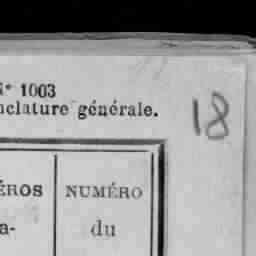 N° 1003
nclature générale.
18
ÉROS NUMÉRO
a- du